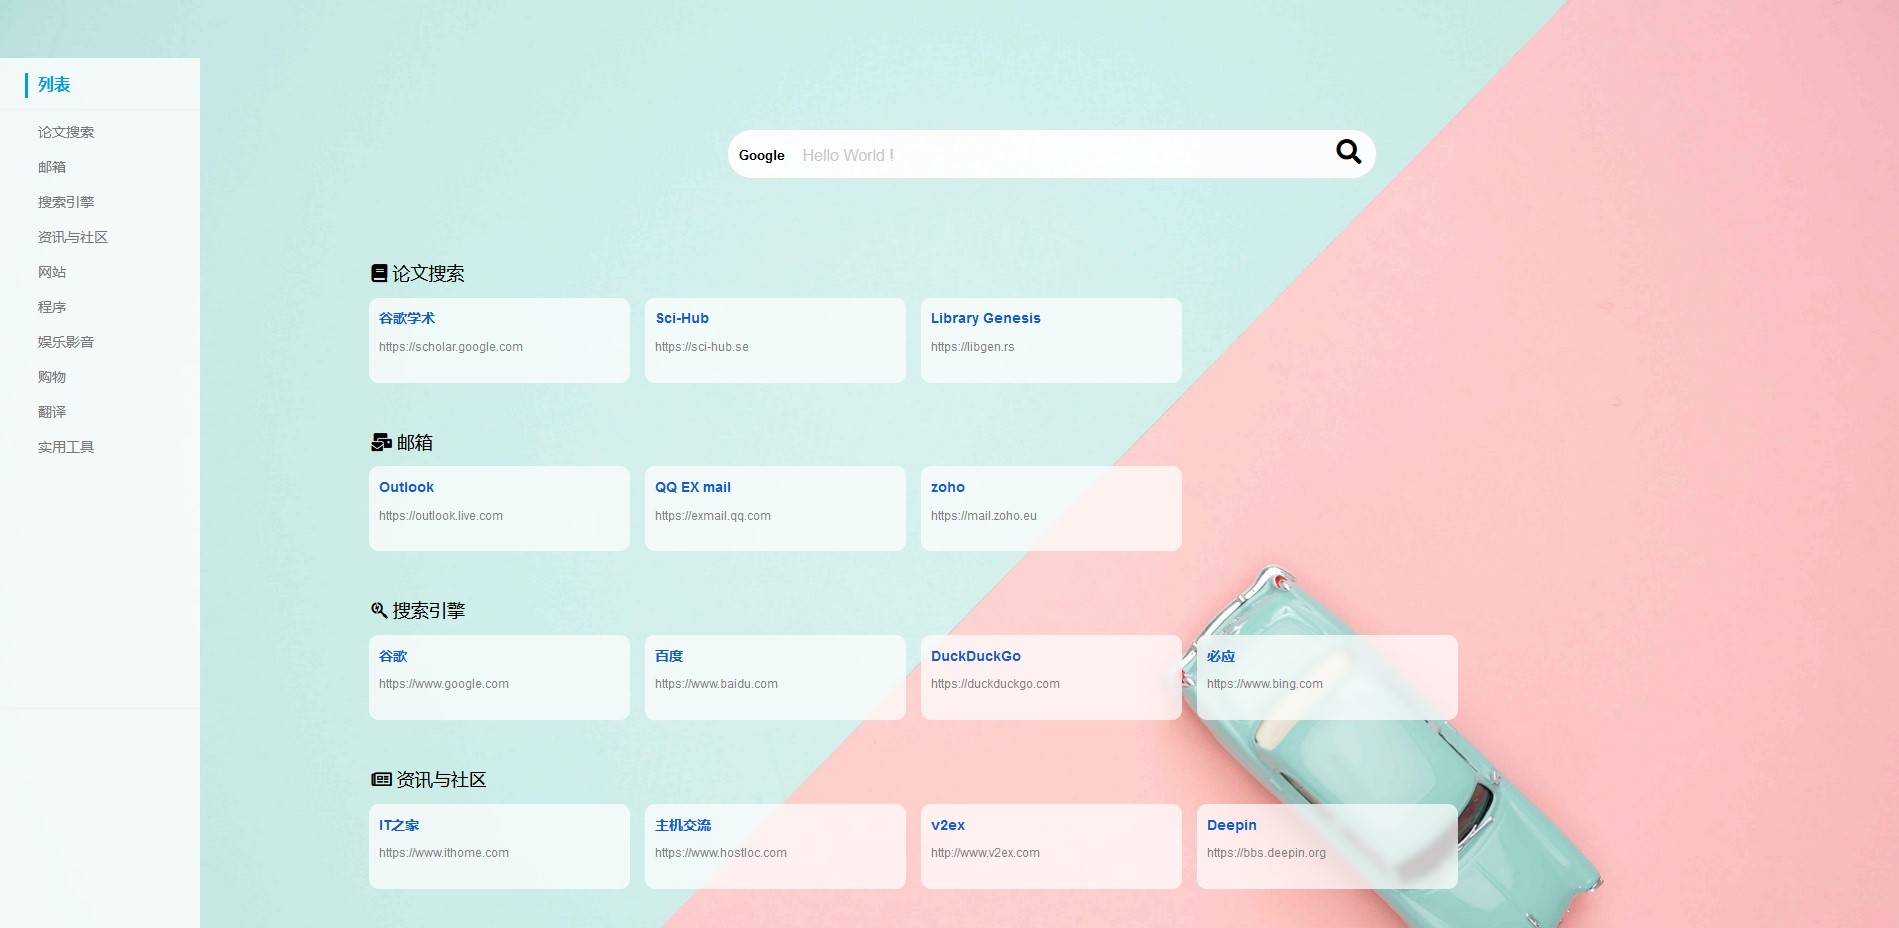 列表
论文搜索
邮箱
搜索引擎
资讯与社区
网站
程序
娱乐影音
购物
翻译
实用工具
Google Hello World !
论文搜索
谷歌学术
https://scholar.google.com
Sci-Hub
https://sci-hub.se
Library Genesis
https://libgen.rs
邮箱
Outlook
https://outlook.live.com
QQ EX mail
https://exmail.qq.com
zoho
https://mail.zoho.eu
搜索引擎
谷歌
https://www.google.com
百度
https://www.baidu.com
DuckDuckGo
https://duckduckgo.com
必应
https://www.bing.com
资讯与社区
IT之家
https://www.ithome.com
主机交流
https://www.hostloc.com
v2ex
http://www.v2ex.com
Deepin
https://bbs.deepin.org